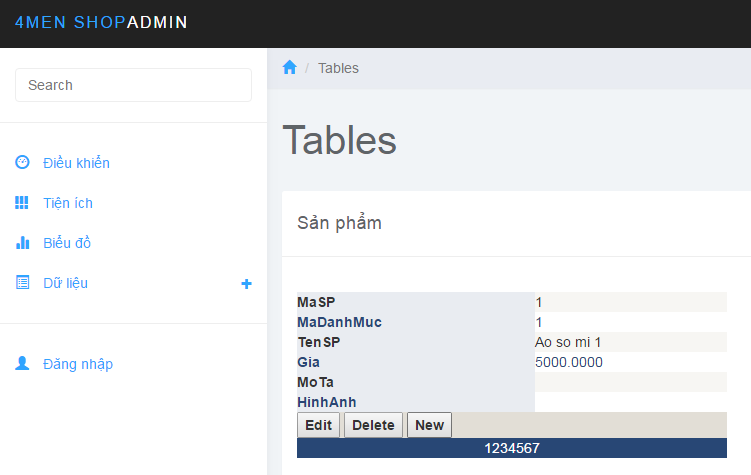 4MEN SHOPADMIN
Search
Điều khiển
Tiện ích
Biểu đồ
Dữ liệu
Đăng nhập
/ Tables
Tables
Sản phẩm
MaSP 1
MaDanhMuc 1
TenSP Ao so mi 1
Gia 5000.0000
MoTa
HinhAnh
Edit Delete New
1234567